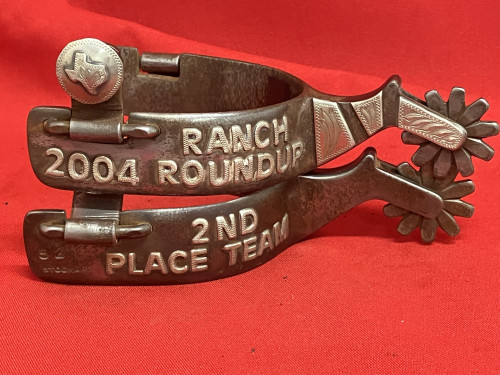 RANCH
2004 ROUNDUP
2ND
PLACE TEAM